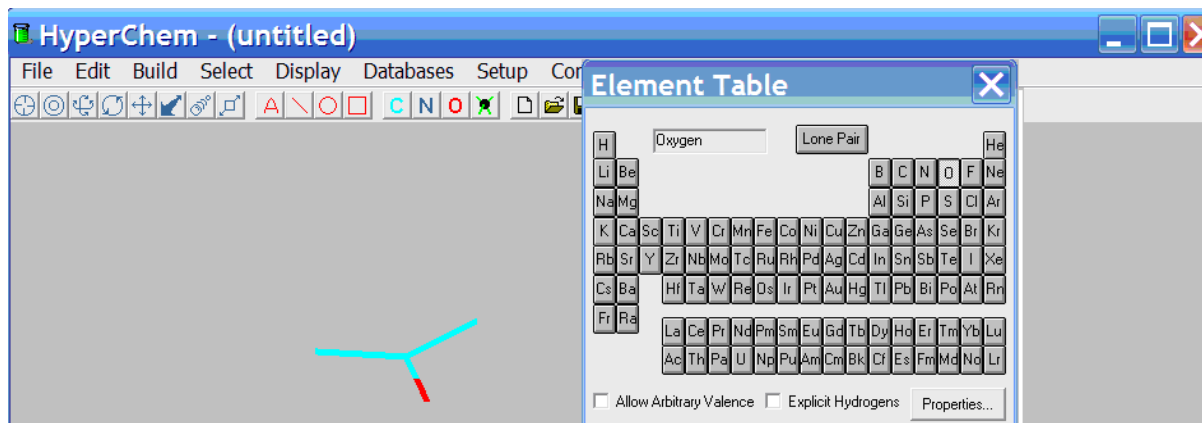 HyperChem - (untitled)
File Edit Build Select Display Databases Setup Con
A C N O
Element Table
Oxygen Lone Pair
H He
Li Be B C N O F Ne
Na Mg Al Si P S Cl Ar
K Ca Sc Ti V Cr Mn Fe Co Ni Cu Zn Ga Ge As Se Br Kr
Rb Sr Y Zr Nb Mo Tc Ru Rh Pd Ag Cd In Sn Sb Te I Xe
Cs Ba Hf Ta W Re Os Ir Pt Au Hg Tl Pb Bi Po At Rn
Fr Ra
La Ce Pr Nd Pm Sm Eu Gd Tb Dy Ho Er Tm Yb Lu
Ac Th Pa U Np Pu Am Cm Bk Cf Es Fm Md No Lr
Allow Arbitrary Valence Explicit Hydrogens Properties...